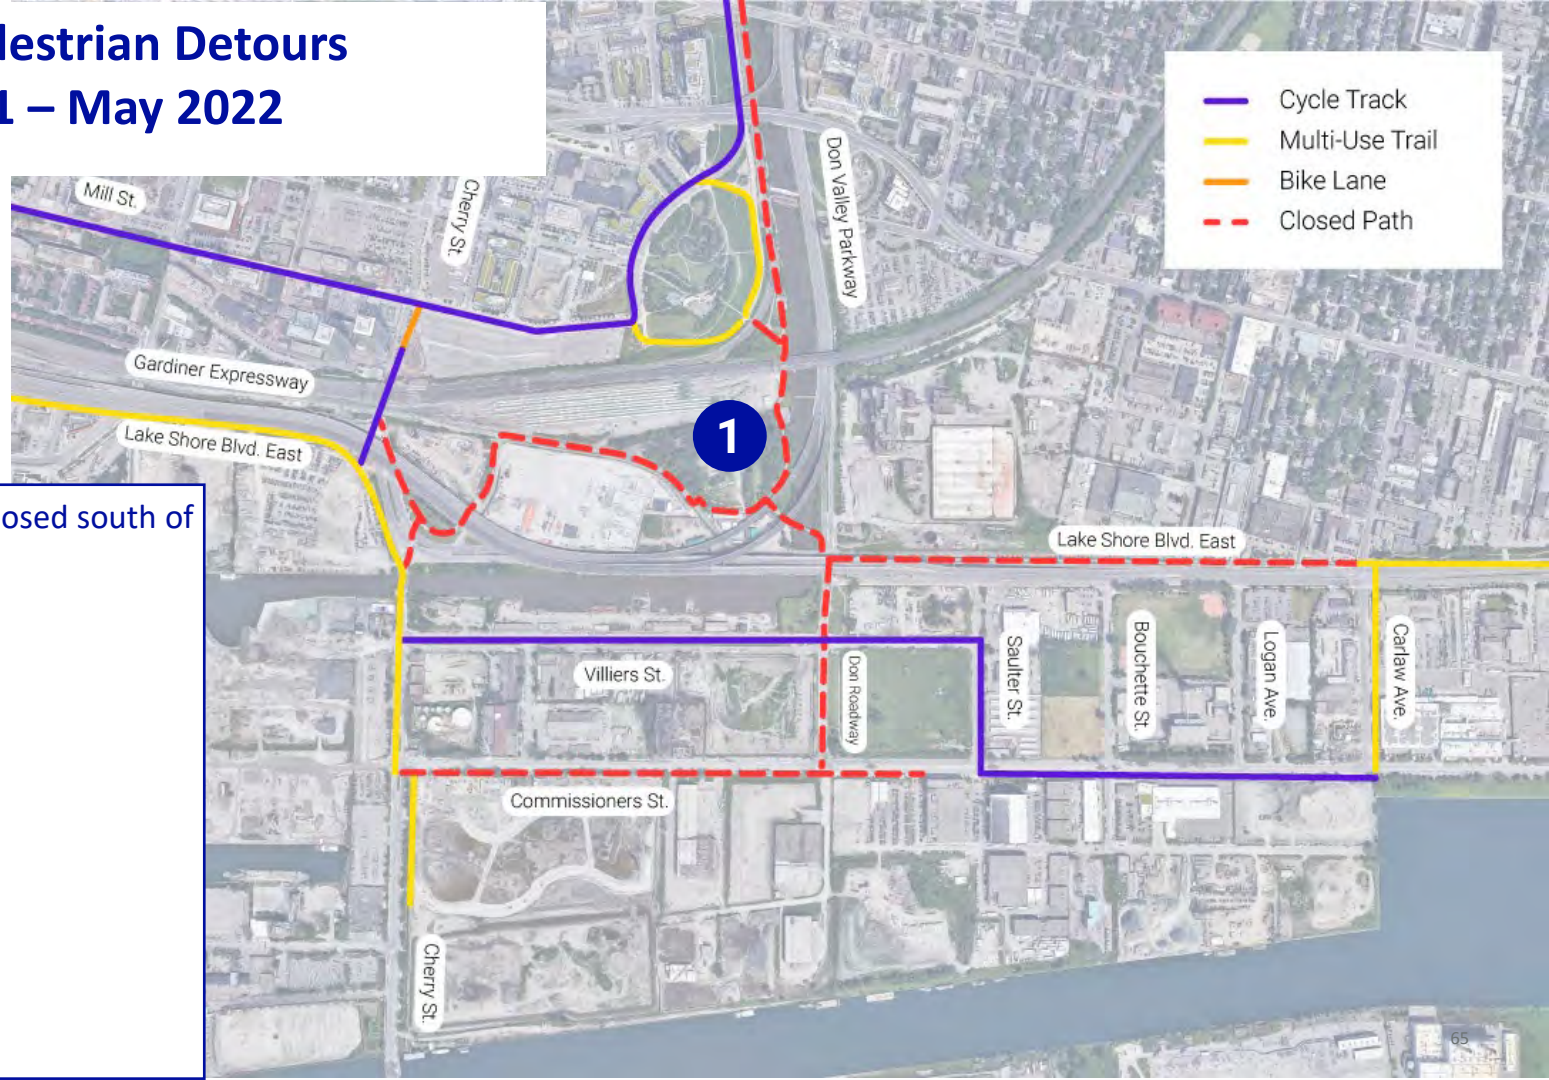 destrian Detours
1 – May 2022
Cycle Track
Multi-Use Trail
Bike Lane
Closed Path
Mill St.
Cherry St.
Don Valley Parkway
Gardiner Expressway
Lake Shore Blvd. East
1
losed south of
Lake Shore Blvd. East
Villiers St.
Don Roadway
Saulter St.
Bouchette St.
Logan Ave.
Carlaw Ave.
Commissioners St.
Cherry St.
65